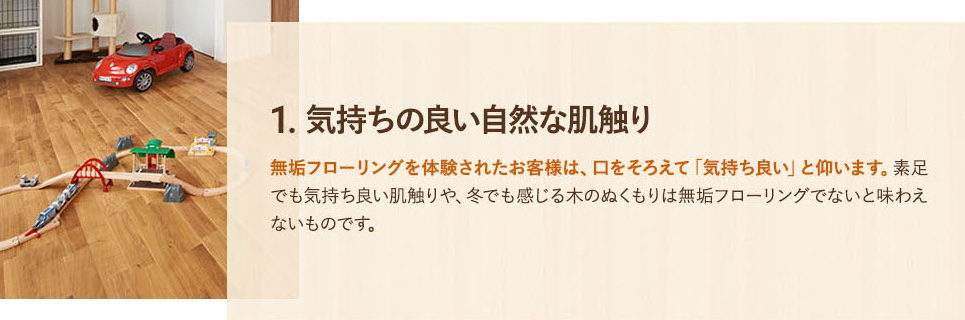 1. 気持ちの良い自然な肌触り
無垢フローリングを体験されたお客様は、口をそろえて「気持ち良い」と仰います。素足
でも気持ち良い肌触りや、冬でも感じる木のぬくもりは無垢フローリングでないと味わえ
ないものです。